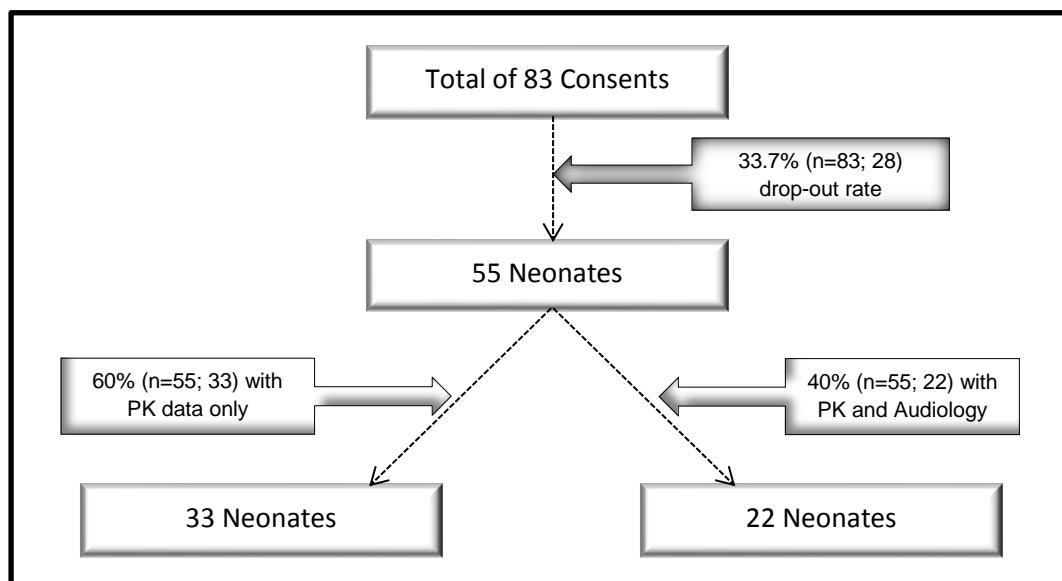 Total of 83 Consents
33.7% (n=83; 28)
drop-out rate
55 Neonates
60% (n=55; 33) with
PK data only
40% (n=55; 22) with
PK and Audiology
33 Neonates
22 Neonates